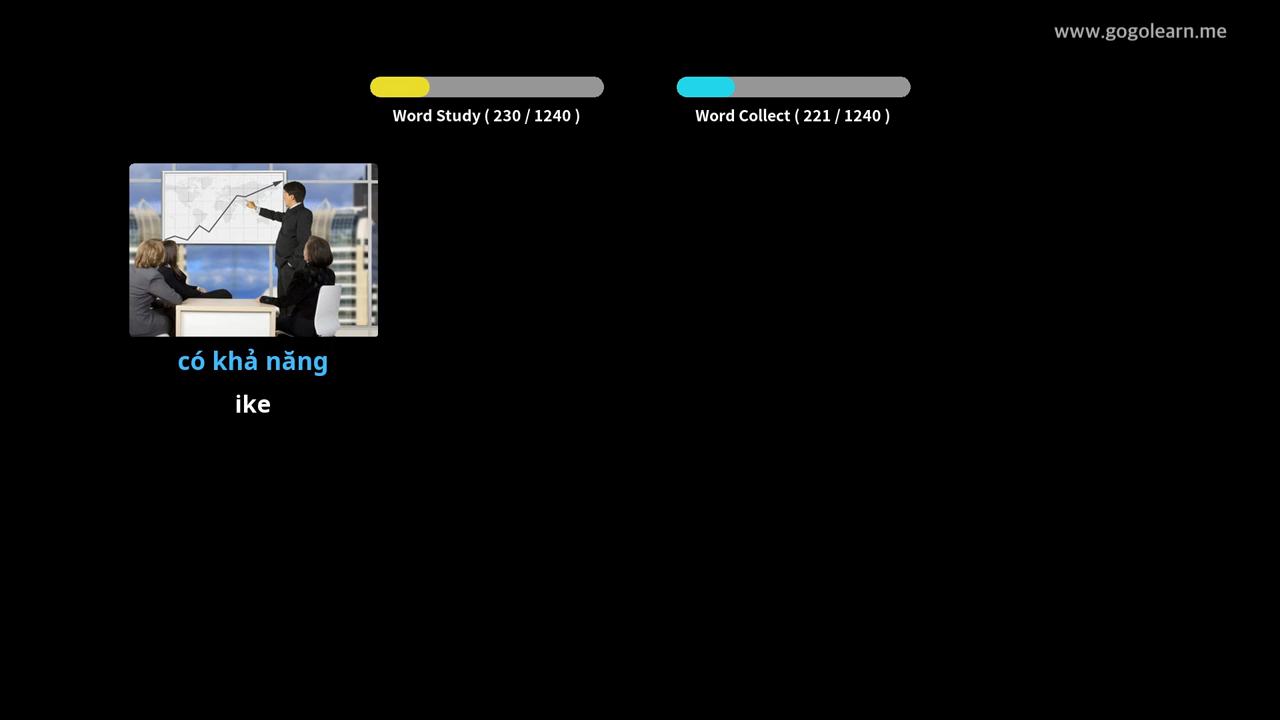 www.gogolearn.me
Word Study ( 230 / 1240 )
Word Collect ( 221 / 1240 )
có khả năng
ike